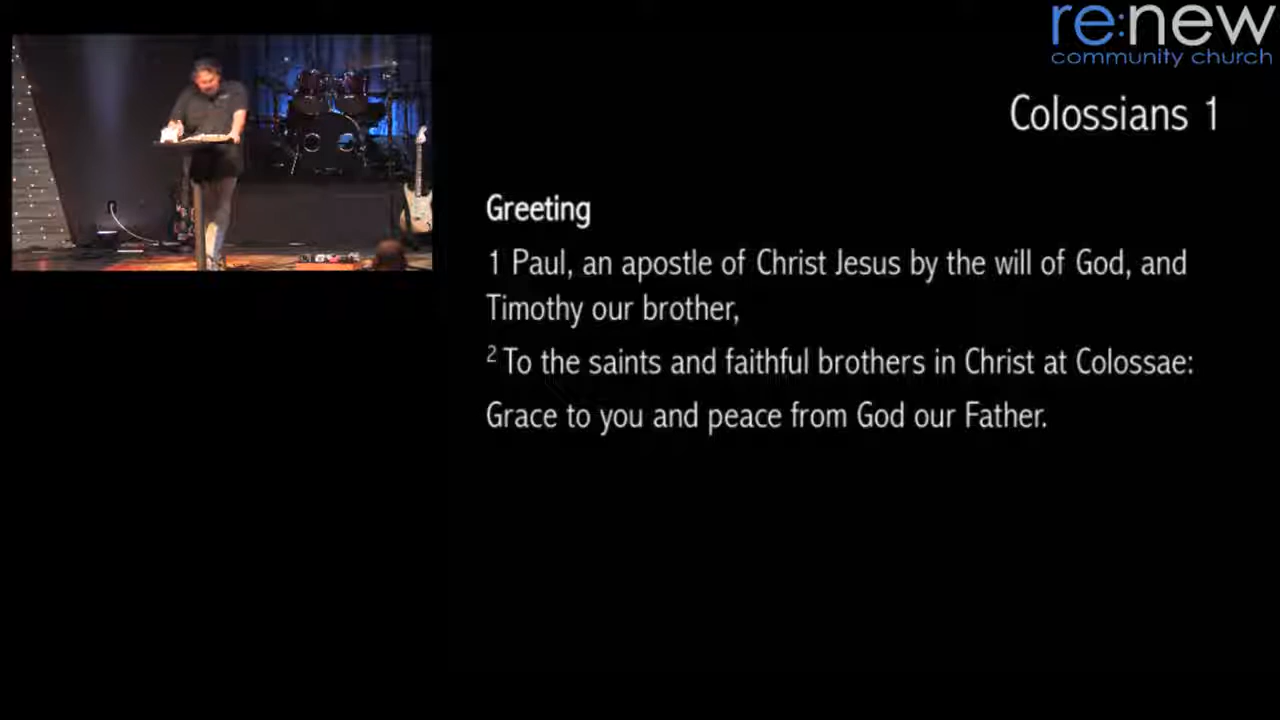 re:new
community church
Colossians 1
Greeting
1 Paul, an apostle of Christ Jesus by the will of God, and
Timothy our brother,
2 To the saints and faithful brothers in Christ at Colossae:
Grace to you and peace from God our Father.